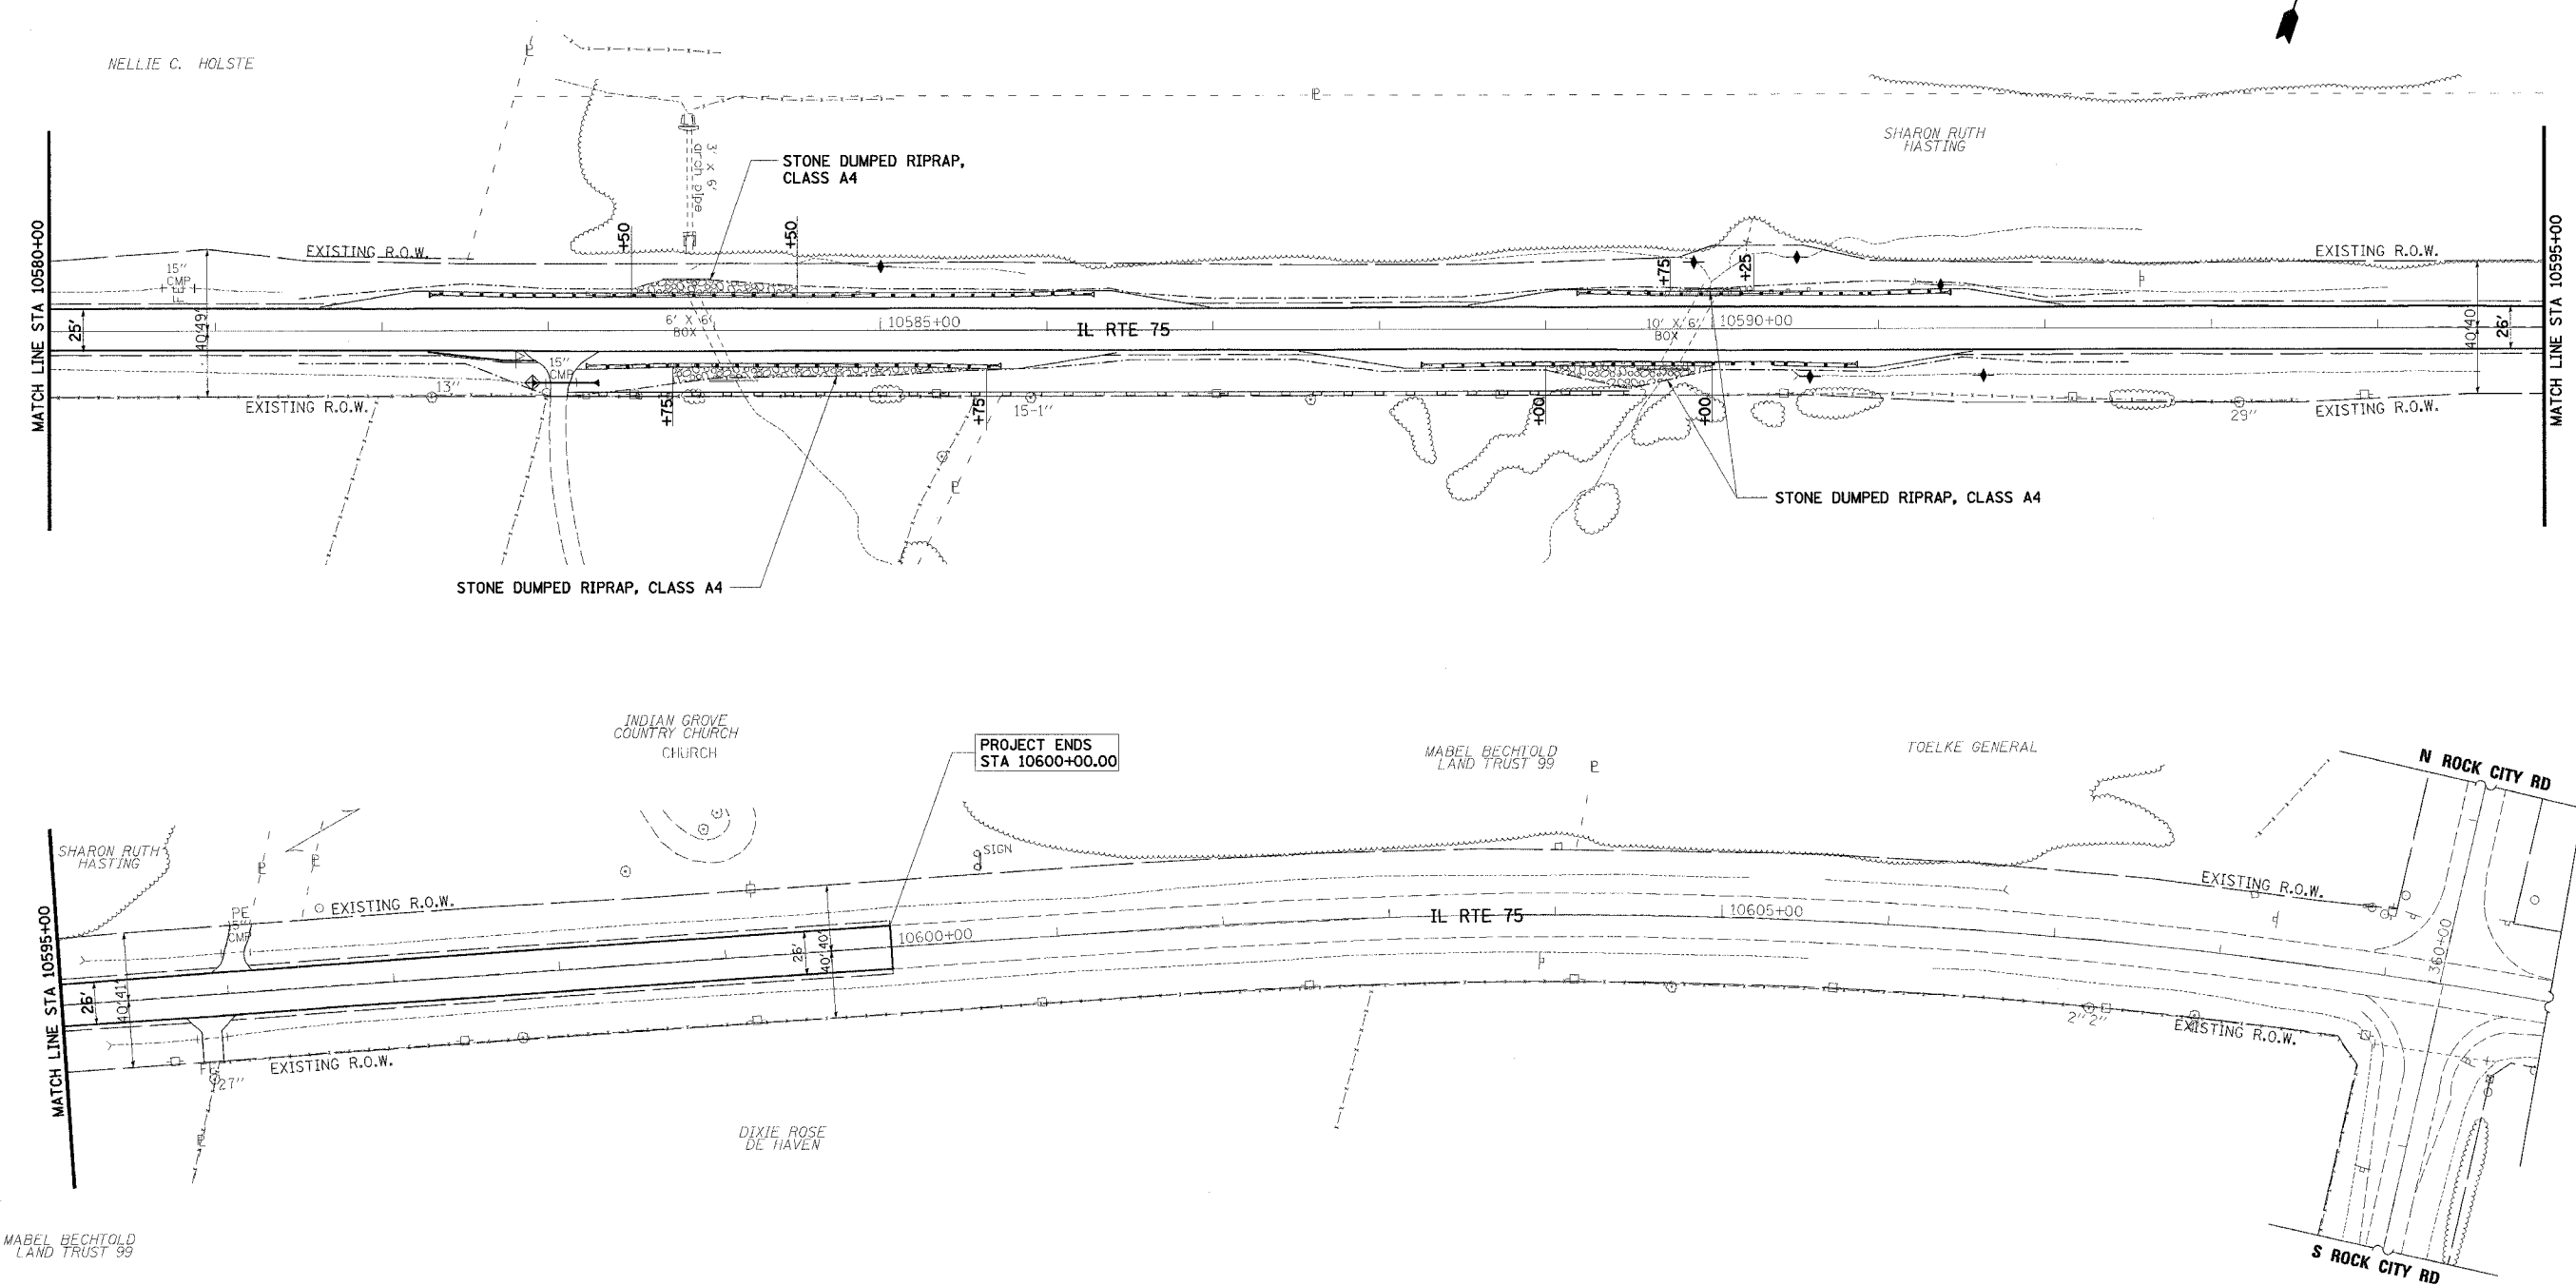 NELLIE C. HOLSTE
SHARON RUTH
HASTING
3' X 6'
arch pipe
STONE DUMPED RIPRAP,
CLASS A4
MATCH LINE STA 10580+00
MATCH LINE STA 10595+00
+50
+50
+75
+25
EXISTING R.O.W.
EXISTING R.O.W.
15"
CMP
25'
40'49'
6' X 6'
BOX
10585+00
IL RTE 75
10' X 6'
BOX
10590+00
40'40'
26'
15"
CMP
13"
EXISTING R.O.W.
+75
+75
15-1"
+00
+00
29"
EXISTING R.O.W.
STONE DUMPED RIPRAP, CLASS A4
STONE DUMPED RIPRAP, CLASS A4
INDIAN GROVE
COUNTRY CHURCH
CHURCH
PROJECT ENDS
STA 10600+00.00
MABEL BECHTOLD
LAND TRUST 99
TOELKE GENERAL
N ROCK CITY RD
SHARON RUTH
HASTING
SIGN
EXISTING R.O.W.
EXISTING R.O.W.
MATCH LINE STA 10595+00
PE
15"
CMP
26'
40'41'
26'
40'40'
10600+00
IL RTE 75
10605+00
360+00
EXISTING R.O.W.
27"
2" 2"
EXISTING R.O.W.
DIXIE ROSE
DE HAVEN
MABEL BECHTOLD
LAND TRUST 99
S ROCK CITY RD